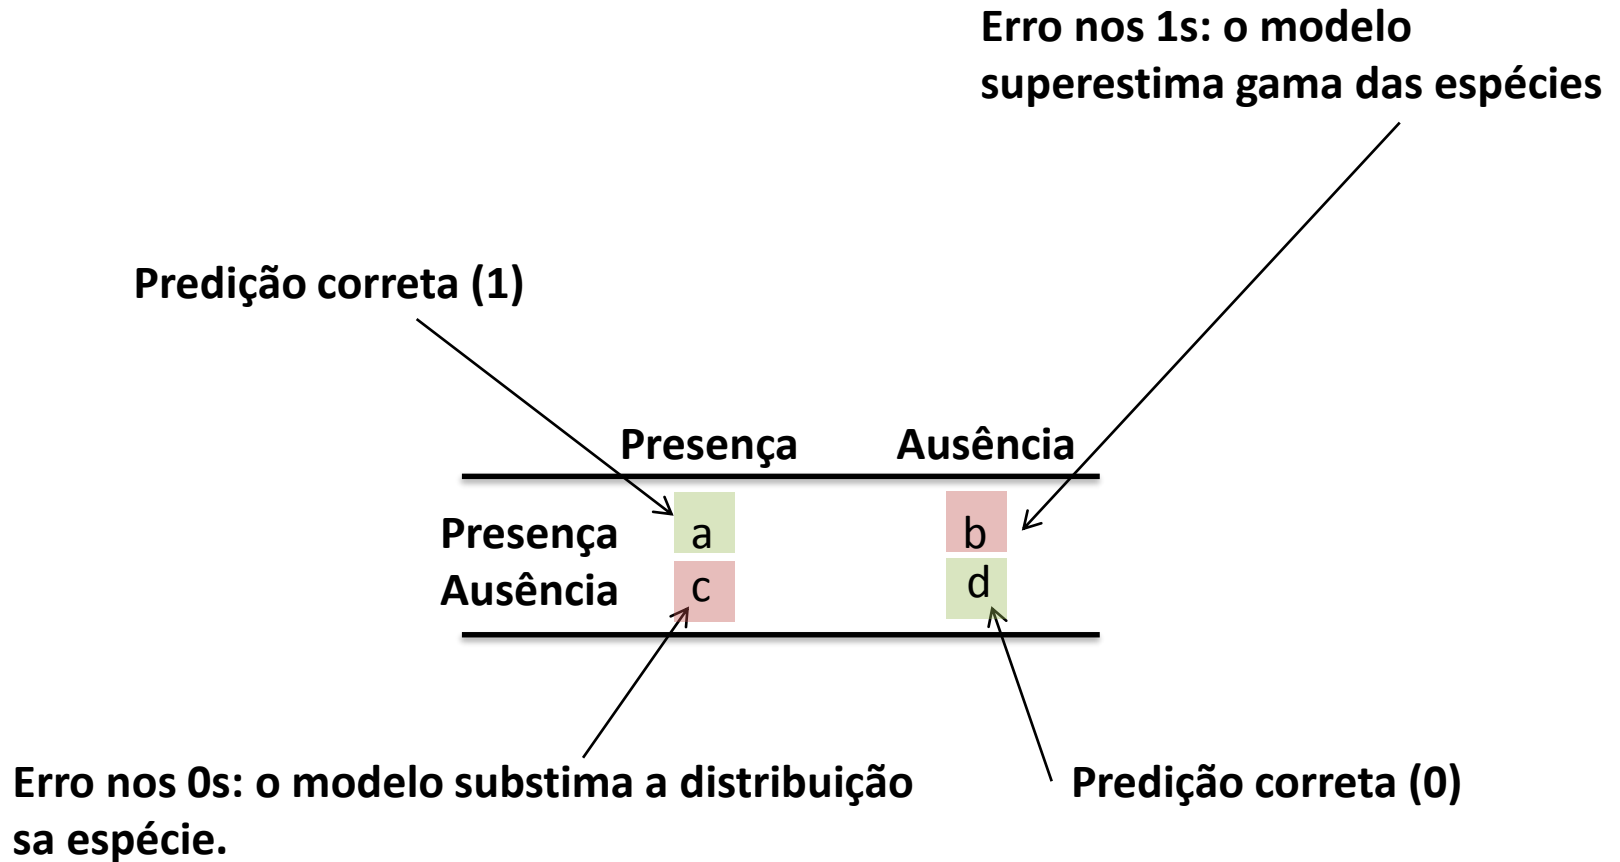 Erro nos 1s: o modelo
superestima gama das espécies
Predição correta (1)
Presença Ausência
Presença a b
Ausência c d
Erro nos 0s: o modelo substima a distribuição
sa espécie.
Predição correta (0)